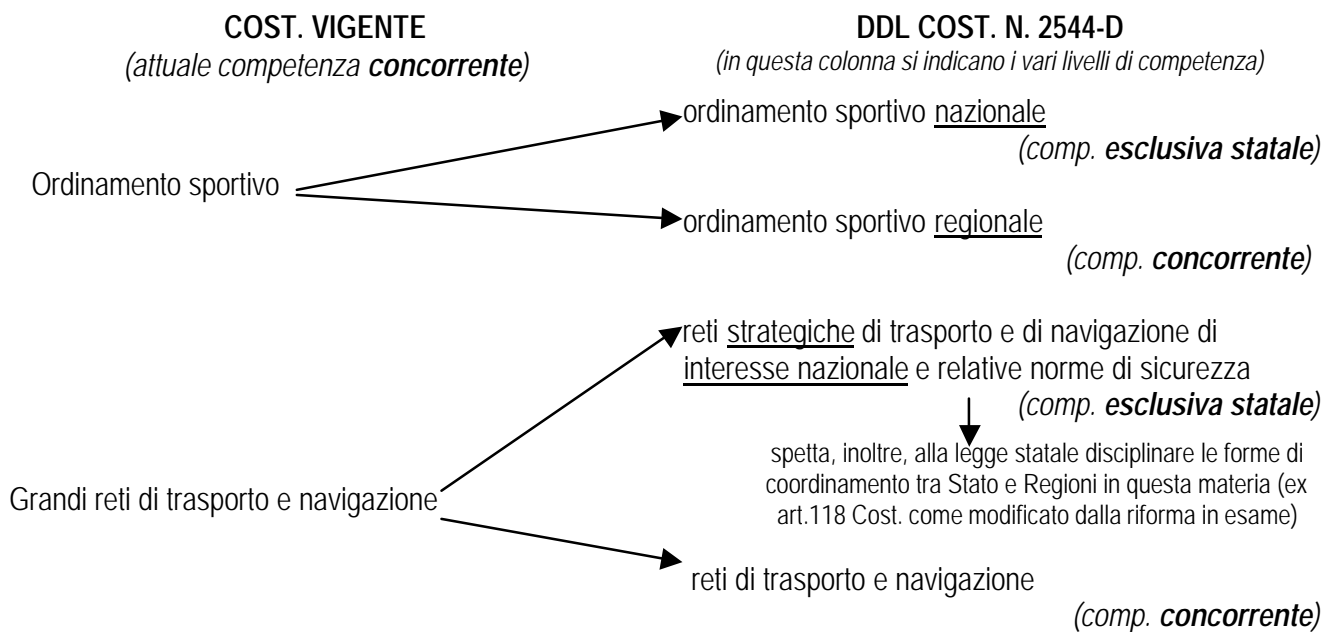 COST. VIGENTE
(attuale competenza concorrente)
DDL COST. N. 2544-D
(in questa colonna si indicano i vari livelli di competenza)
Ordinamento sportivo
ordinamento sportivo nazionale
(comp. esclusiva statale)
ordinamento sportivo regionale
(comp. concorrente)
Grandi reti di trasporto e navigazione
reti strategiche di trasporto e di navigazione di
interesse nazionale e relative norme di sicurezza
(comp. esclusiva statale)
spetta, inoltre, alla legge statale disciplinare le forme di
coordinamento tra Stato e Regioni in questa materia (ex
art.118 Cost. come modificato dalla riforma in esame)
reti di trasporto e navigazione
(comp. concorrente)